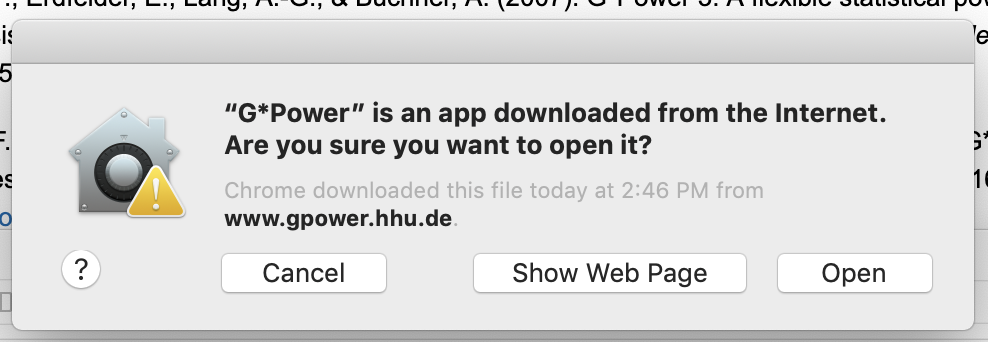 Erdfelder, E., Lang, A.-G., & Buchner, A. (2007). G*Power 3: A flexible statistical
“G*Power” is an app downloaded from the Internet.
Are you sure you want to open it?
Chrome downloaded this file today at 2:46 PM from
www.gpower.hhu.de.
?
Cancel
Show Web Page
Open